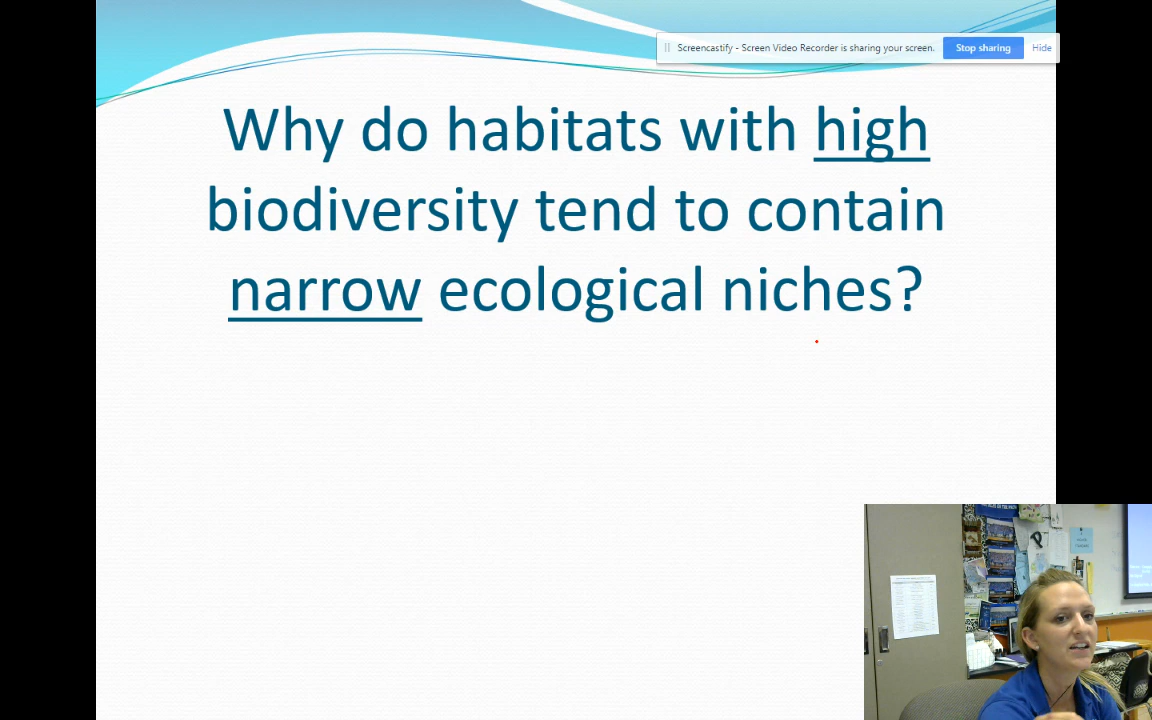 Screencastify - Screen Video Recorder is sharing your screen. Stop sharing Hide
Why do habitats with high
biodiversity tend to contain
narrow ecological niches?
P